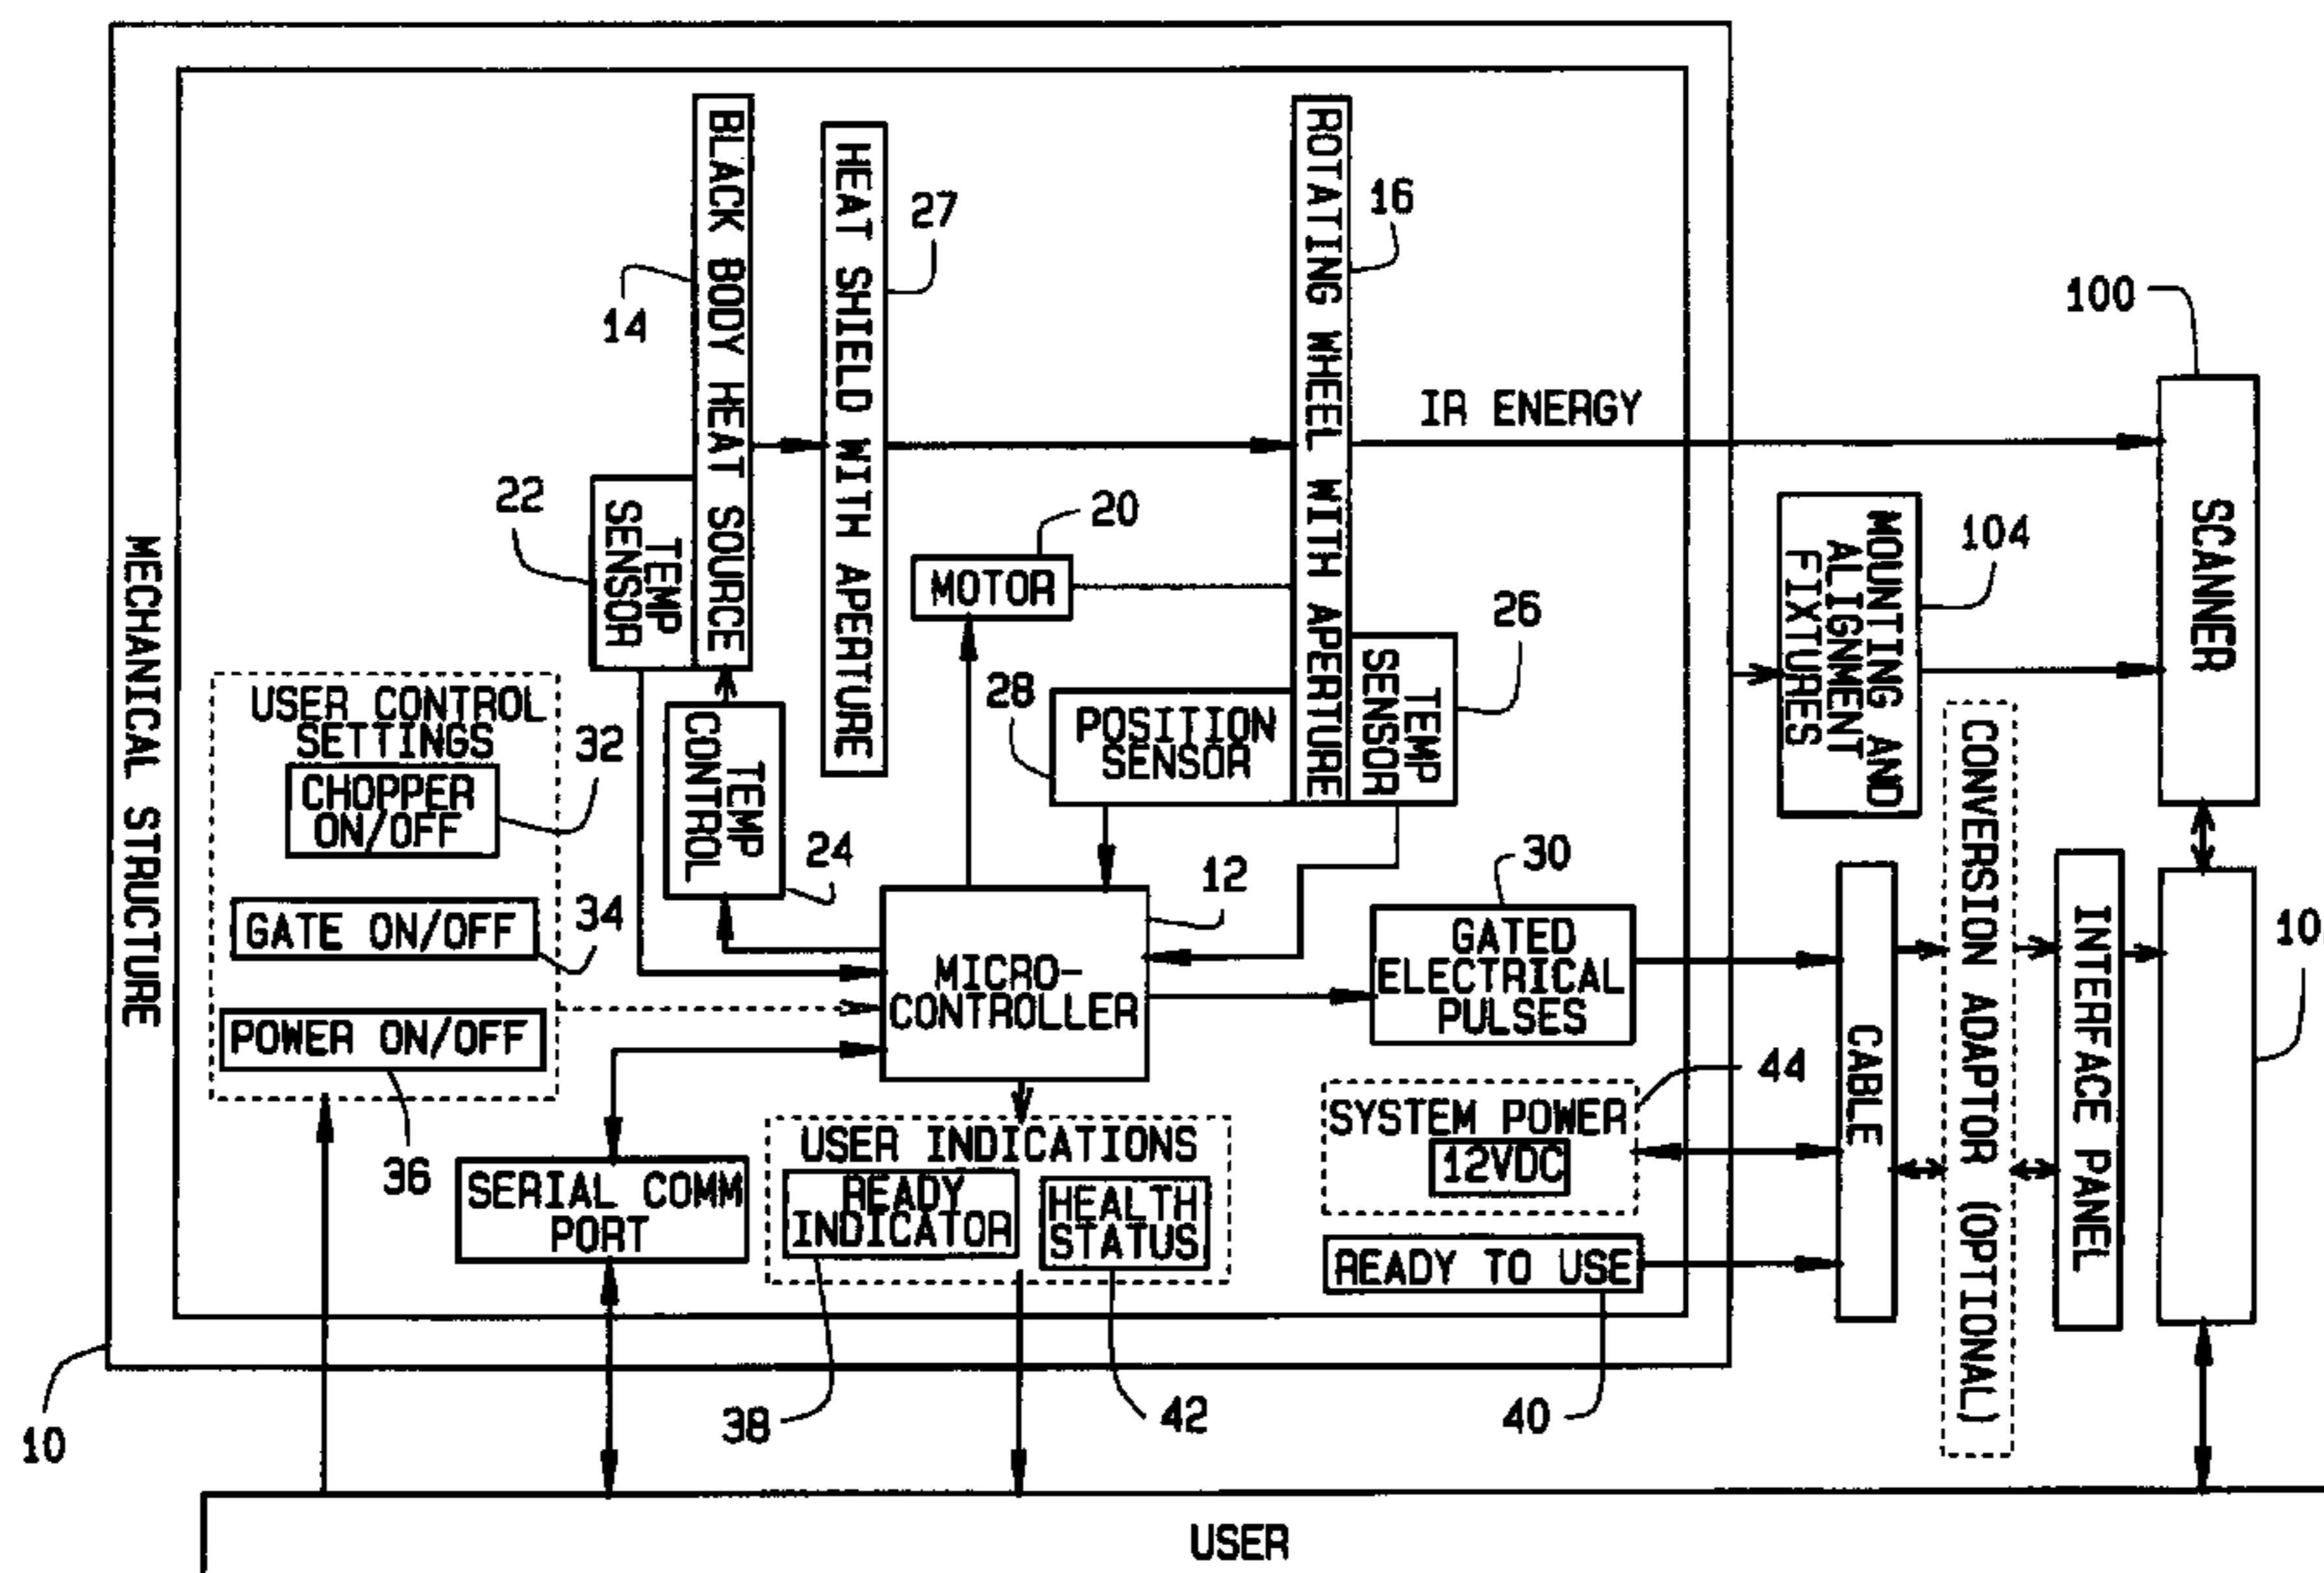 MECHANICAL STRUCTURE
10
BLACK BODY HEAT SOURCE
14
HEAT SHIELD WITH APERTURE
27
ROTATING WHEEL WITH APERTURE
16
IR ENERGY
100
SCANNER
22
TEMP
SENSOR
20
MOTOR
26
TEMP
SENSOR
28
POSITION
SENSOR
104
MOUNTING AND
ALIGNMENT
FIXTURES
USER CONTROL
SETTINGS
32
CHOPPER
ON/OFF
34
GATE ON/OFF
POWER ON/OFF
36
TEMP
CONTROL
24
12
MICRO-
CONTROLLER
30
GATED
ELECTRICAL
PULSES
44
SYSTEM POWER
12VDC
READY TO USE
40
CABLE
CONVERSION ADAPTOR (OPTIONAL)
INTERFACE PANEL
10
SERIAL COMM
PORT
USER INDICATIONS
READY
INDICATOR
HEALTH
STATUS
38
42
USER